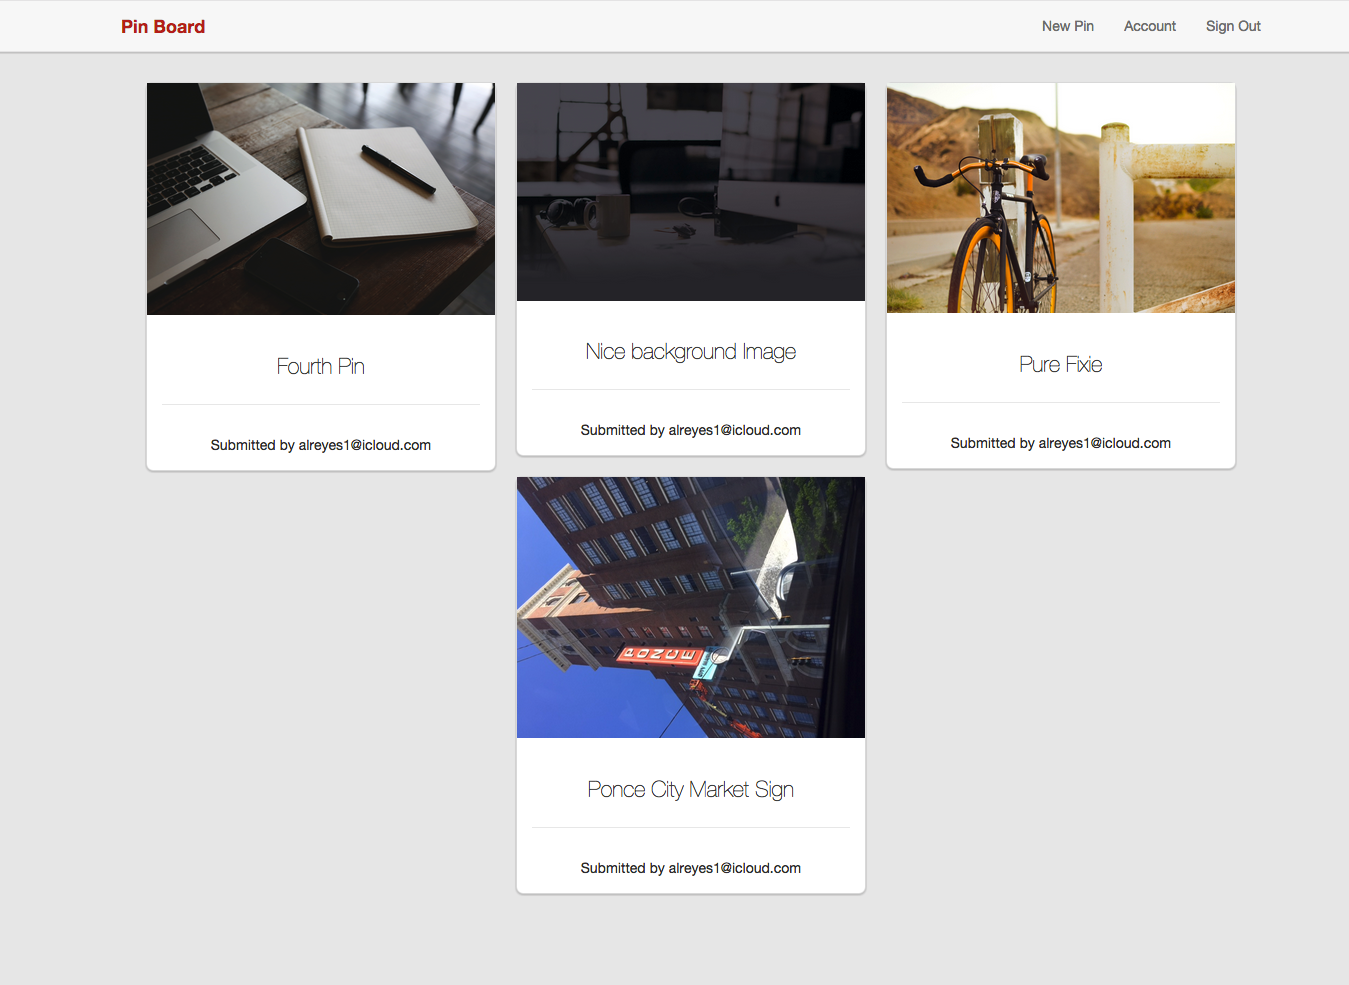 Pin Board
New Pin
Account
Sign Out
Fourth Pin
Submitted by alreyes1@icloud.com
Nice background Image
Submitted by alreyes1@icloud.com
Pure Fixie
Submitted by alreyes1@icloud.com
PONCE
Ponce City Market Sign
Submitted by alreyes1@icloud.com